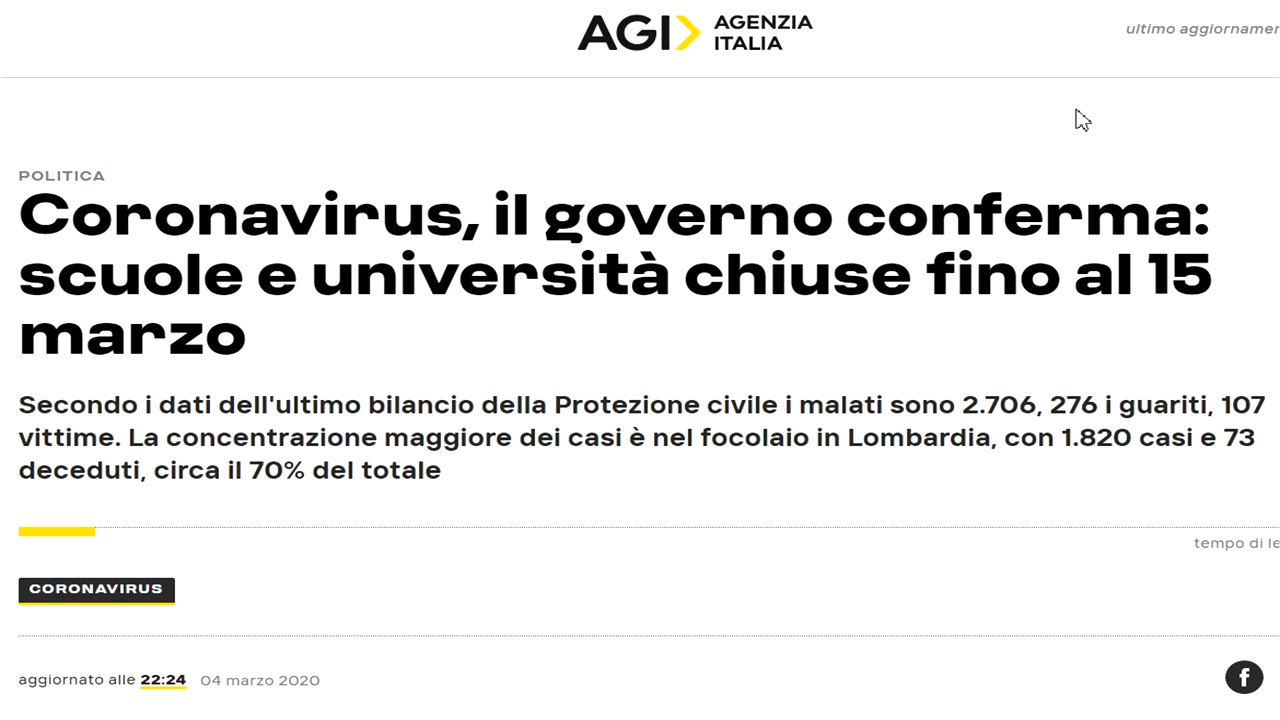 AGI AGENZIA
ITALIA
ultimo
POLITICA
Coronavirus, il governo conferma:
scuole e università chiuse fino al 15
marzo
Secondo i dati dell'ultimo bilancio della Protezione civile i malati sono 2.706, 276 i guariti, 107
vittime. La concentrazione maggiore dei casi è nel focolaio in Lombardia, con 1.820 casi e 73
deceduti, circa il 70% del totale
tempo di
CORONAVIRUS
aggiornato alle 22:24 04 marzo 2020
f